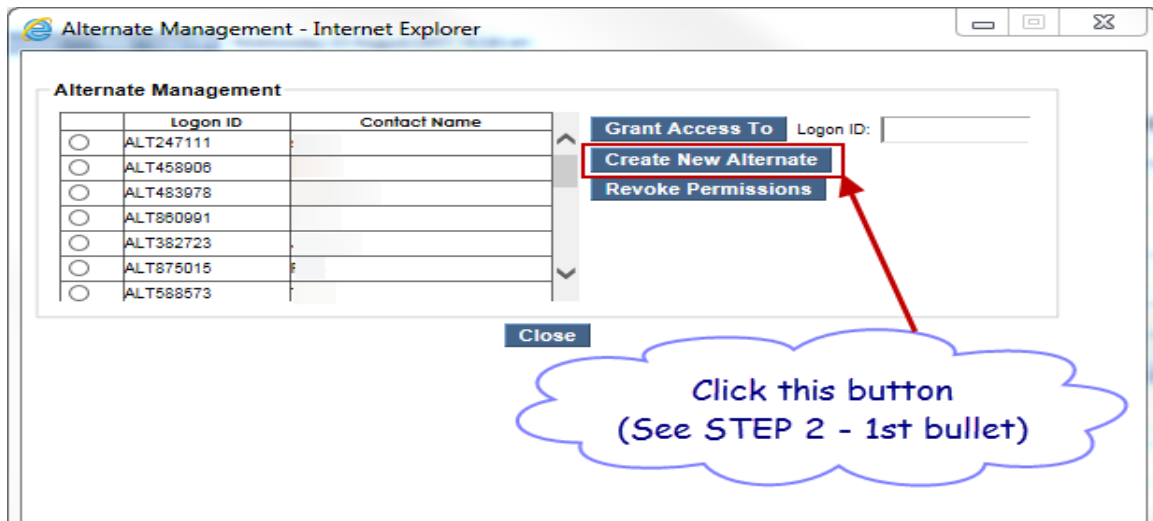 Alternate Management - Internet Explorer
Alternate Management
Logon ID Contact Name
ALT247111
ALT458906
ALT483978
ALT860991
ALT382723
ALT875015
ALT588573
Grant Access To Logon ID:
Create New Alternate
Revoke Permissions
Close
Click this button
(See STEP 2 - 1st bullet)